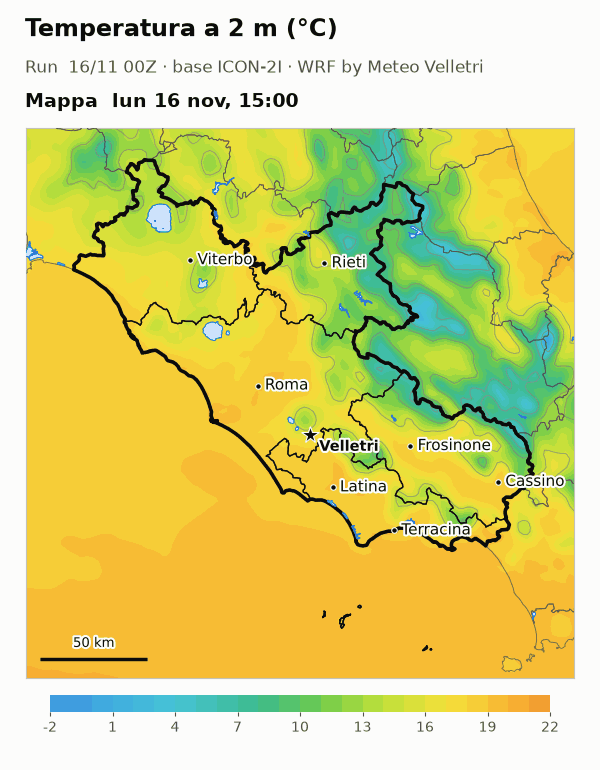 Temperatura a 2 m (°C)
Run  16/11 00Z · base ICON-2I · WRF by Meteo Velletri
Mappa  lun 16 nov, 15:00
Viterbo
Rieti
Roma
Velletri
Frosinone
Cassino
Latina
Terracina
50 km
-2 1 4 7 10 13 16 19 22